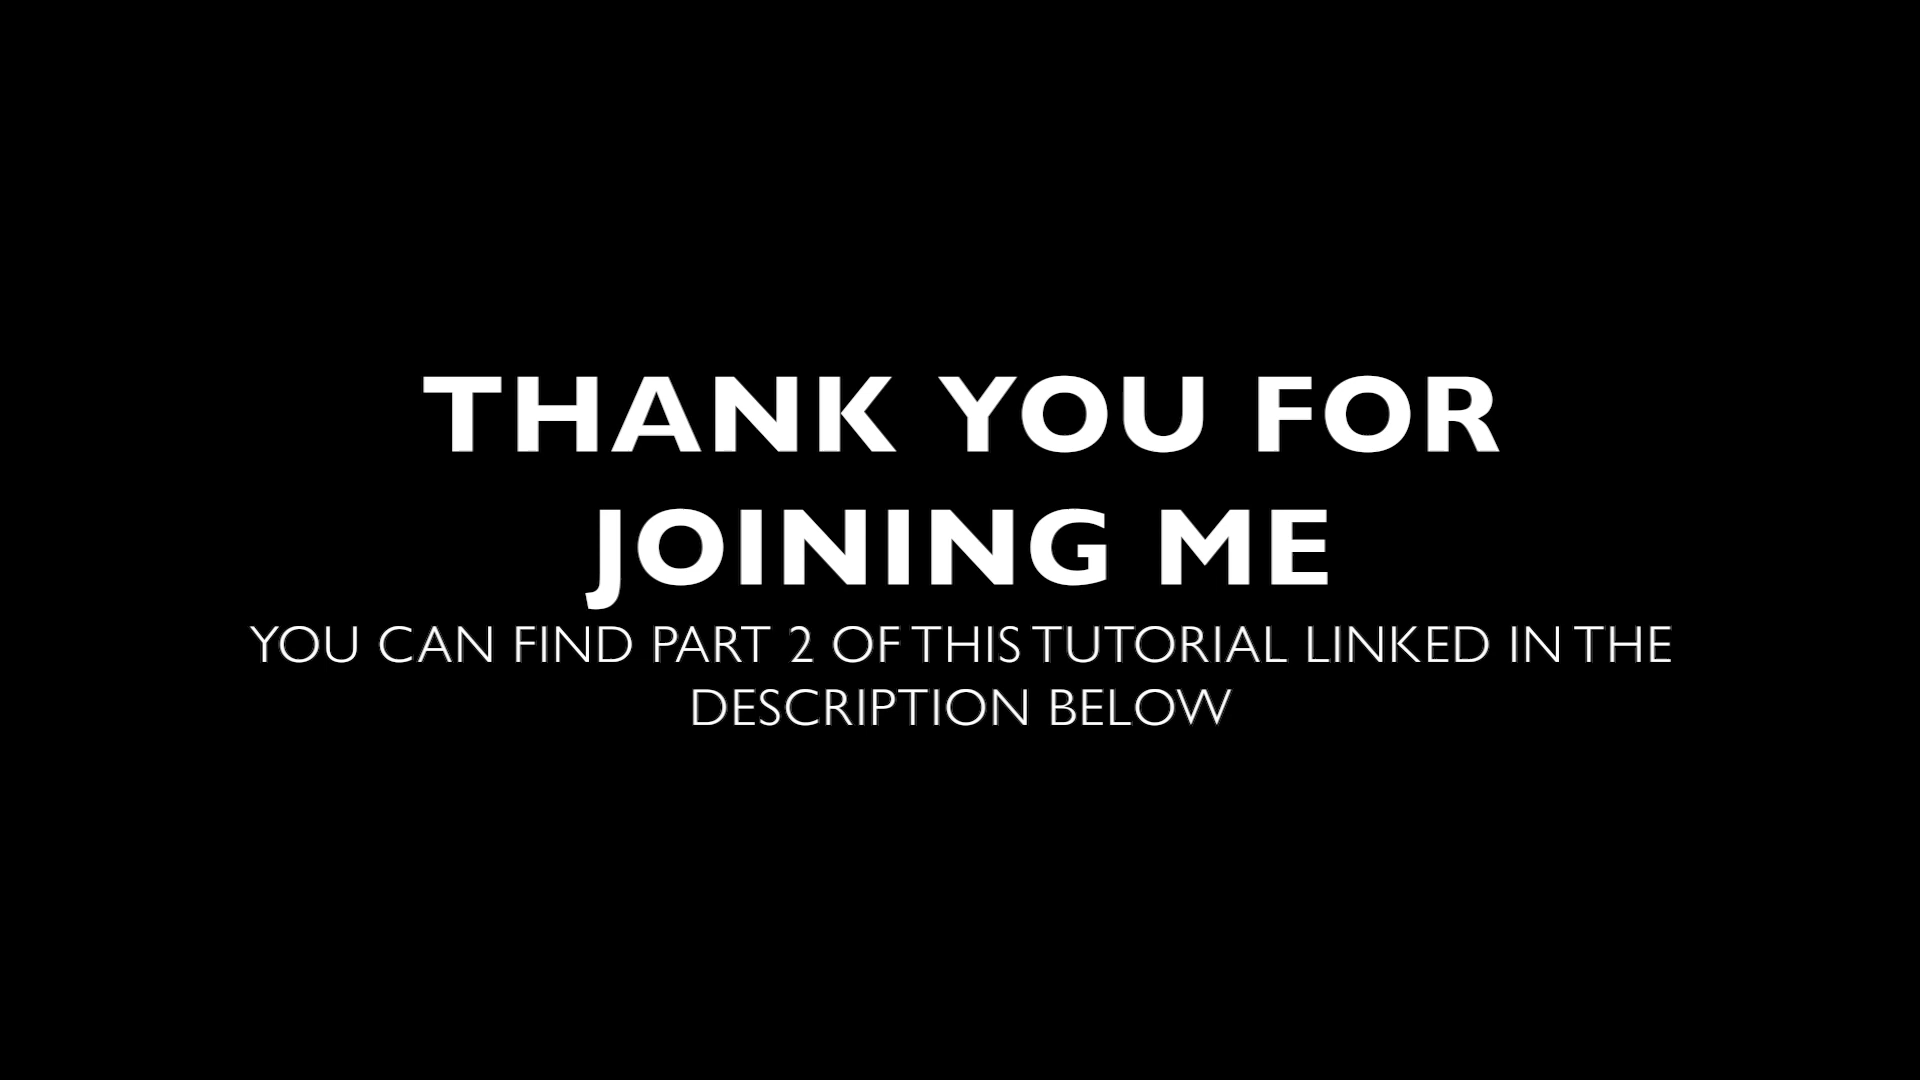 THANK YOU FOR
JOINING ME
YOU CAN FIND PART 2 OF THIS TUTORIAL LINKED IN THE
DESCRIPTION BELOW